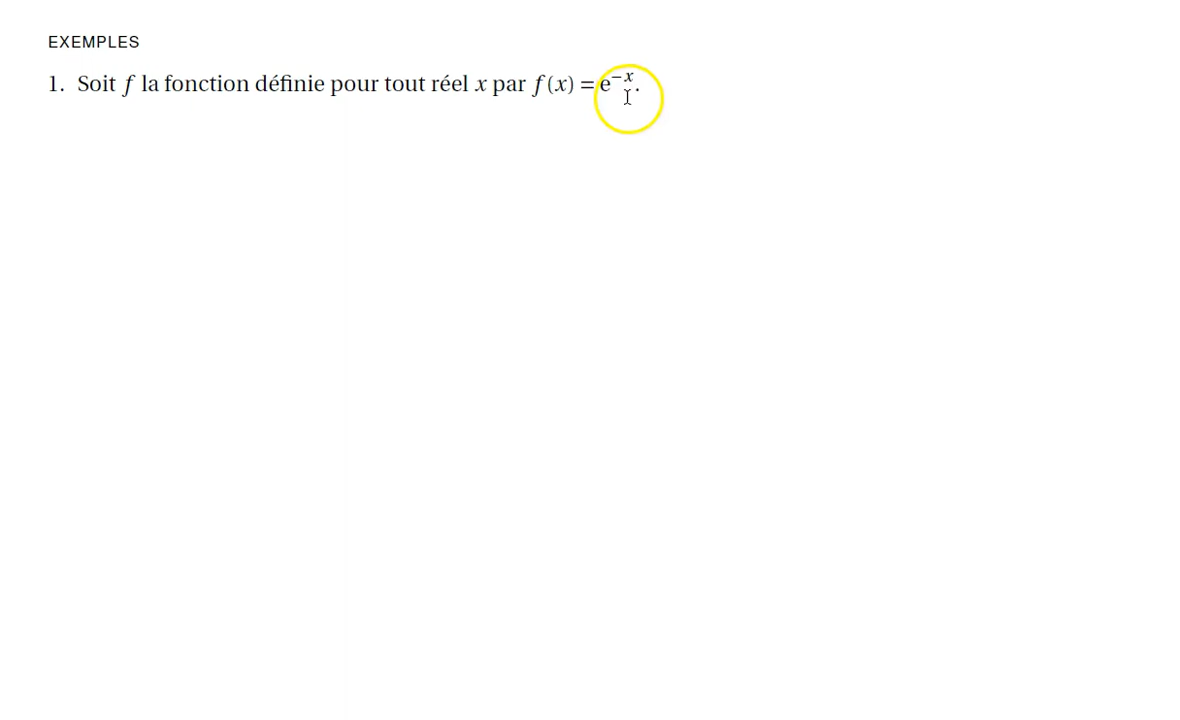 EXEMPLES
1. Soit f la fonction définie pour tout réel x par f(x) = e⁻ˣ.